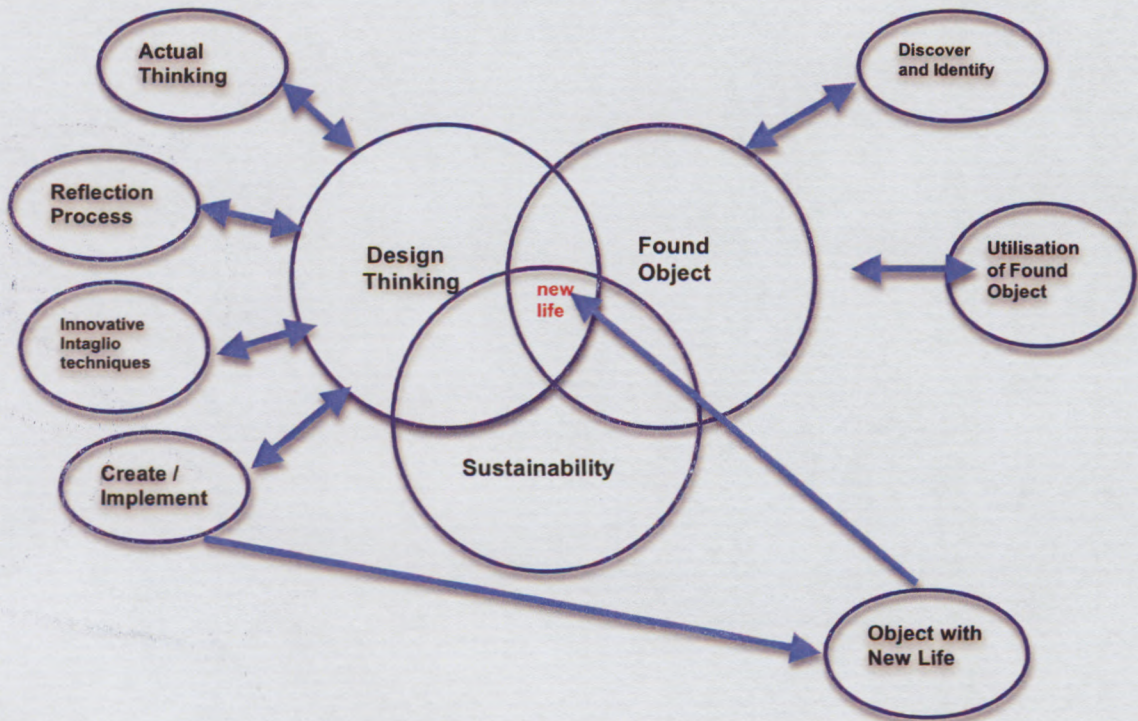 Actual
Thinking
Discover
and Identify
Reflection
Process
Design
Thinking
Found
Object
Utilisation
of Found
Object
new
life
Innovative
Intaglio
techniques
Create /
Implement
Sustainability
Object with
New Life